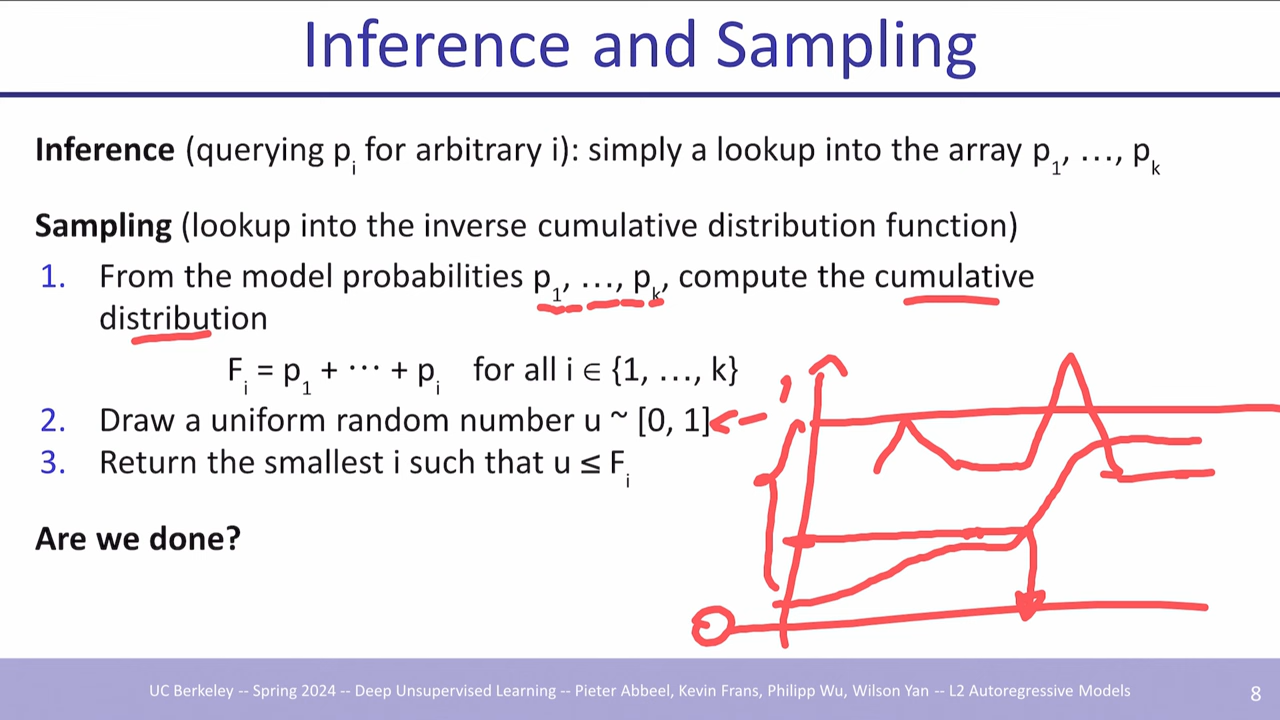 Inference and Sampling
Inference (querying pᵢ for arbitrary i): simply a lookup into the array p₁, …, pₖ
Sampling (lookup into the inverse cumulative distribution function)
1. From the model probabilities p₁, …, pₖ, compute the cumulative
distribution
Fᵢ = p₁ + ⋯ + pᵢ for all i ∈ {1, …, k}
2. Draw a uniform random number u ~ [0, 1]
3. Return the smallest i such that u ≤ Fᵢ
Are we done?
UC Berkeley -- Spring 2024 -- Deep Unsupervised Learning -- Pieter Abbeel, Kevin Frans, Philipp Wu, Wilson Yan -- L2 Autoregressive Models
8